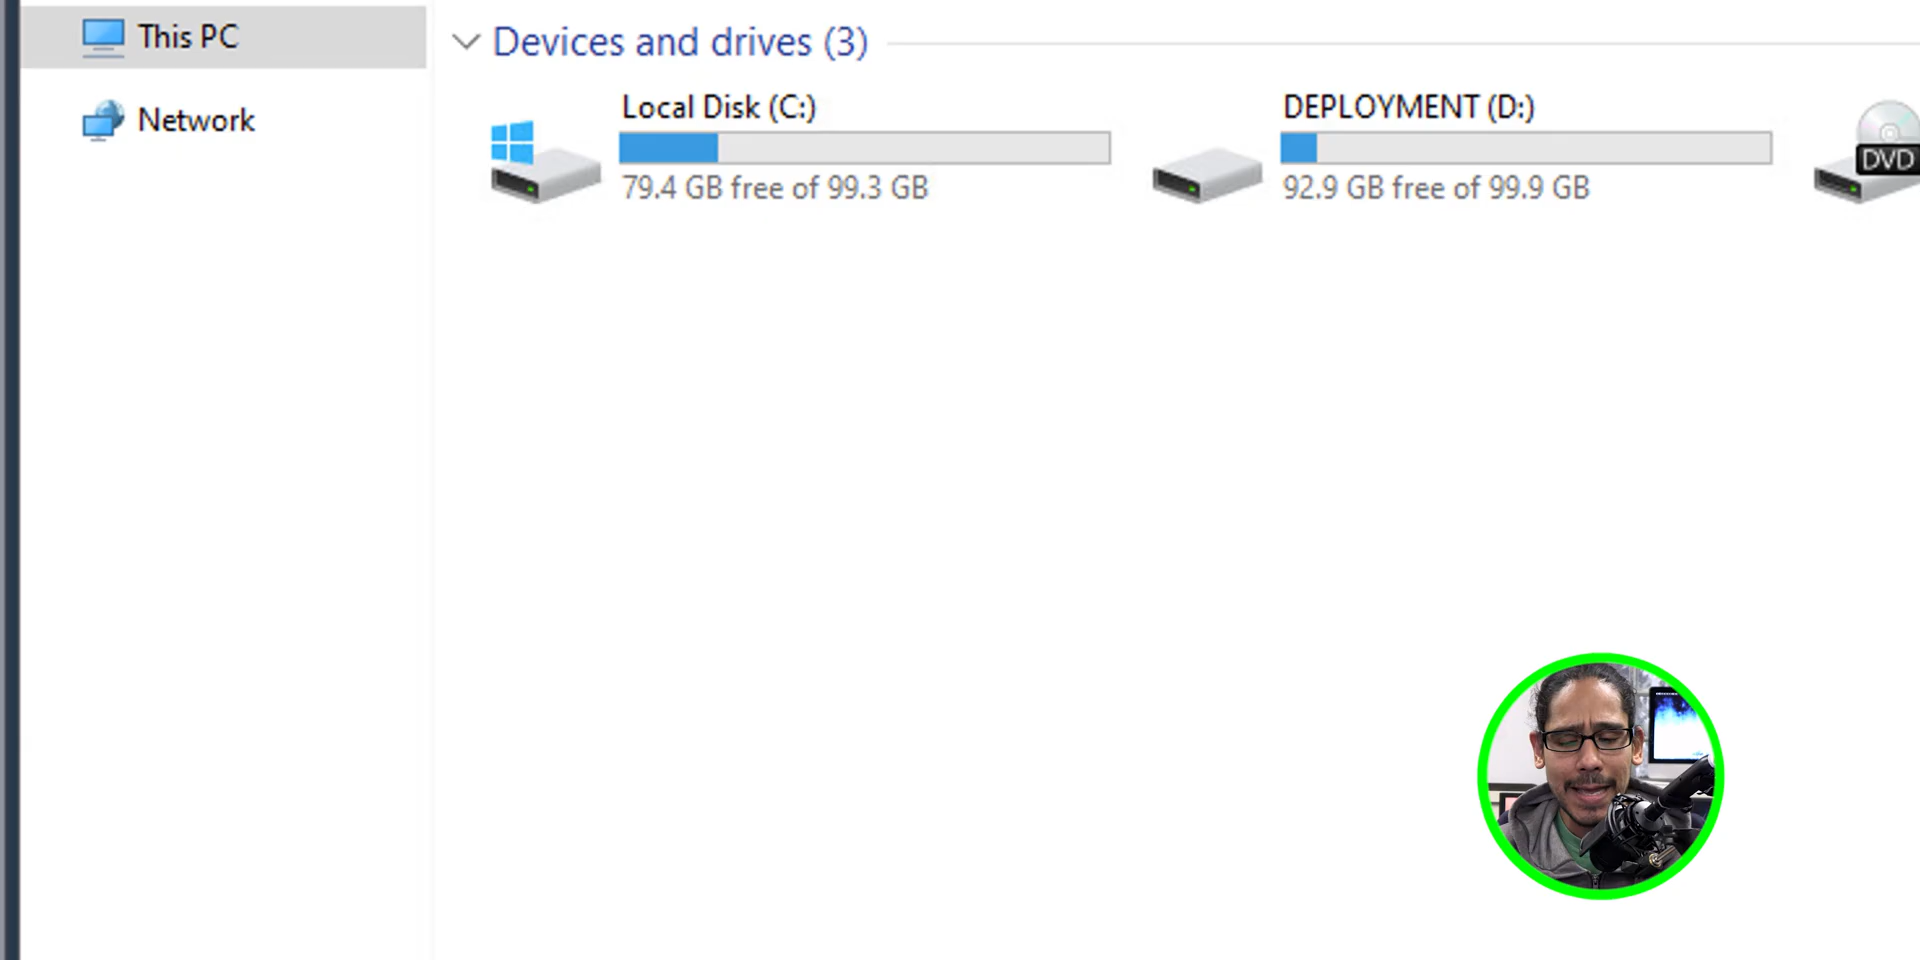 This PC
Network
Devices and drives (3)
Local Disk (C:)
79.4 GB free of 99.3 GB
DEPLOYMENT (D:)
92.9 GB free of 99.9 GB
DVD